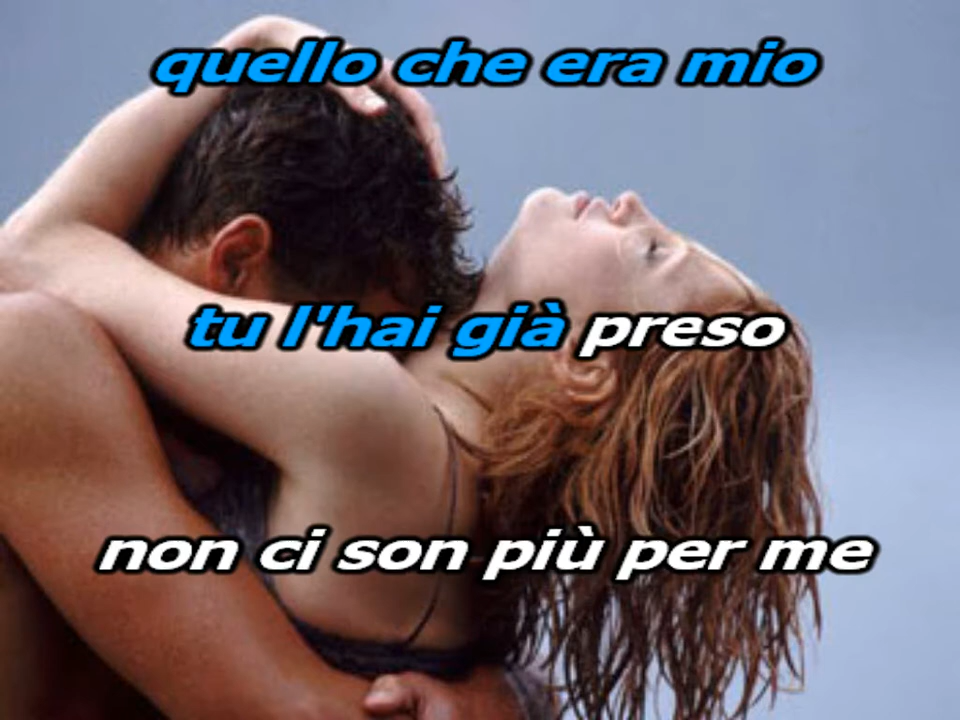 quello che era mio
tu l'hai già preso
non ci son più per me